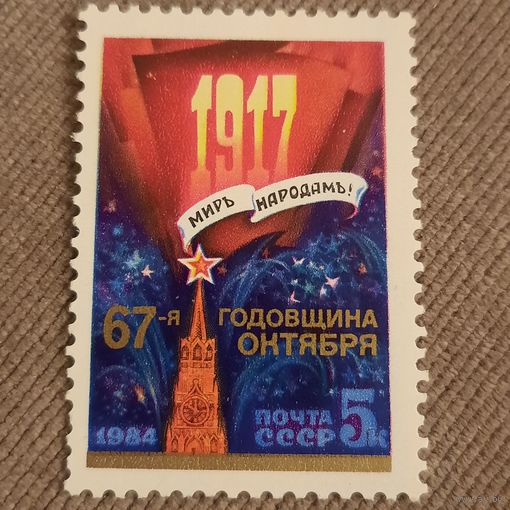 1917
МИРЪ НАРОДАМЪ!
67-Я ГОДОВЩИНА
ОКТЯБРЯ
1984
ПОЧТА
СССР
5к